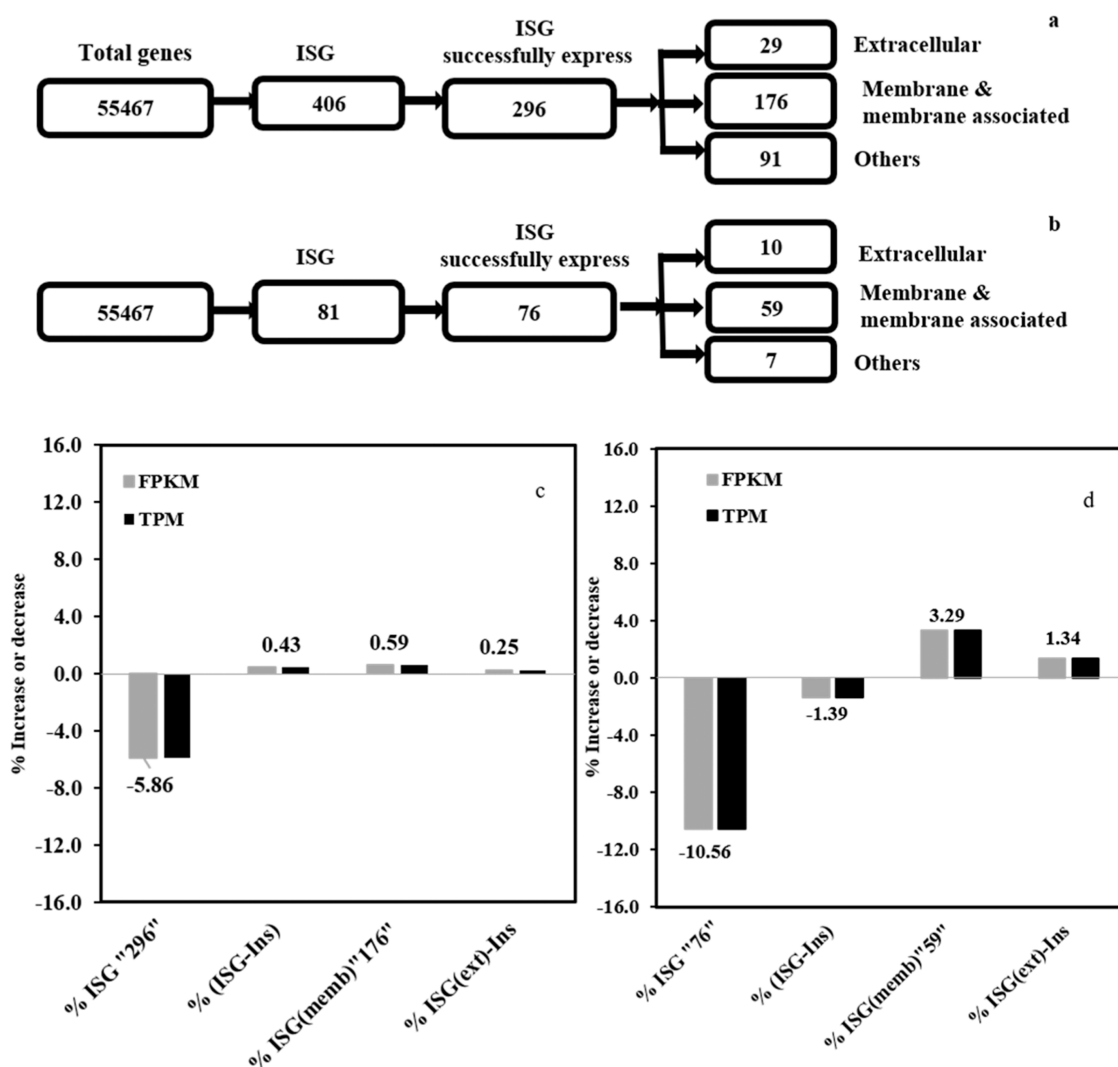 a
Total genes
ISG
ISG
successfully express
55467
406
296
29
Extracellular
176
Membrane &
membrane associated
91
Others
b
ISG
ISG
successfully express
55467
81
76
10
Extracellular
59
Membrane &
membrane associated
7
Others
c
% Increase or decrease
16.0
12.0
8.0
4.0
0.0
-4.0
-8.0
-12.0
-16.0
FPKM
TPM
-5.86
0.43
0.59
0.25
% ISG "296"
% (ISG-Ins)
% ISG(memb)"176"
% ISG(ext)-Ins
d
% Increase or decrease
16.0
12.0
8.0
4.0
0.0
-4.0
-8.0
-12.0
-16.0
FPKM
TPM
-10.56
-1.39
3.29
1.34
% ISG "76"
% (ISG-Ins)
% ISG(memb)"59"
% ISG(ext)-Ins